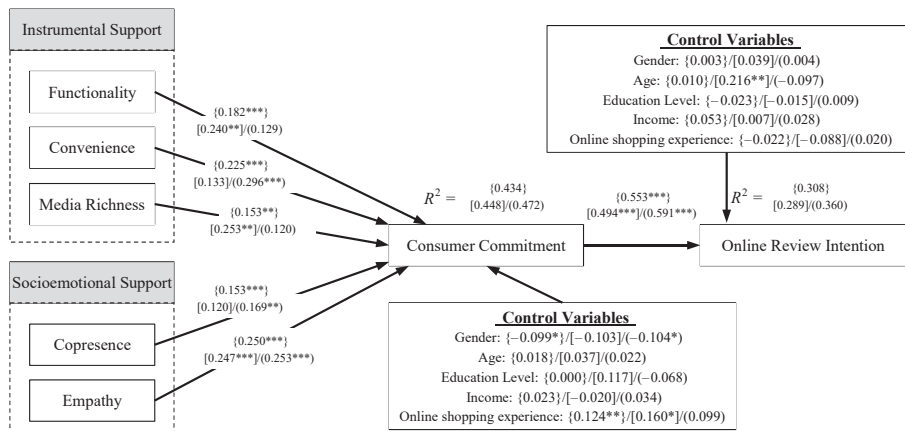 Instrumental Support
Functionality
Convenience
Media Richness
Socioemotional Support
Copresence
Empathy
{0.182***}
[0.240**]/(0.129)
{0.225***}
[0.133]/(0.296***)
{0.153**}
[0.253**]/(0.120)
{0.153***}
[0.120]/(0.169**)
{0.250***}
[0.247***]/(0.253***)
R² = {0.434}
[0.448]/(0.472)
Consumer Commitment
{0.553***}
[0.494***]/(0.591***)
R² = {0.308}
[0.289]/(0.360)
Online Review Intention
Control Variables
Gender: {0.003}/[0.039]/(0.004)
Age: {0.010}/[0.216**]/(−0.097)
Education Level: {−0.023}/[−0.015]/(0.009)
Income: {0.053}/[0.007]/(0.028)
Online shopping experience: {−0.022}/[−0.088]/(0.020)
Control Variables
Gender: {−0.099*}/[−0.103]/(−0.104*)
Age: {0.018}/[0.037]/(0.022)
Education Level: {0.000}/[0.117]/(−0.068)
Income: {0.023}/[−0.020]/(0.034)
Online shopping experience: {0.124**}/[0.160*]/(0.099)